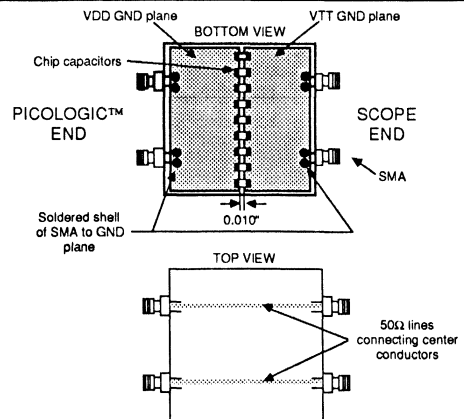 VDD GND plane
VTT GND plane
BOTTOM VIEW
Chip capacitors
PICOLOGIC™
END
SCOPE
END
SMA
Soldered shell
of SMA to GND
plane
0.010"
TOP VIEW
50Ω lines
connecting center
conductors